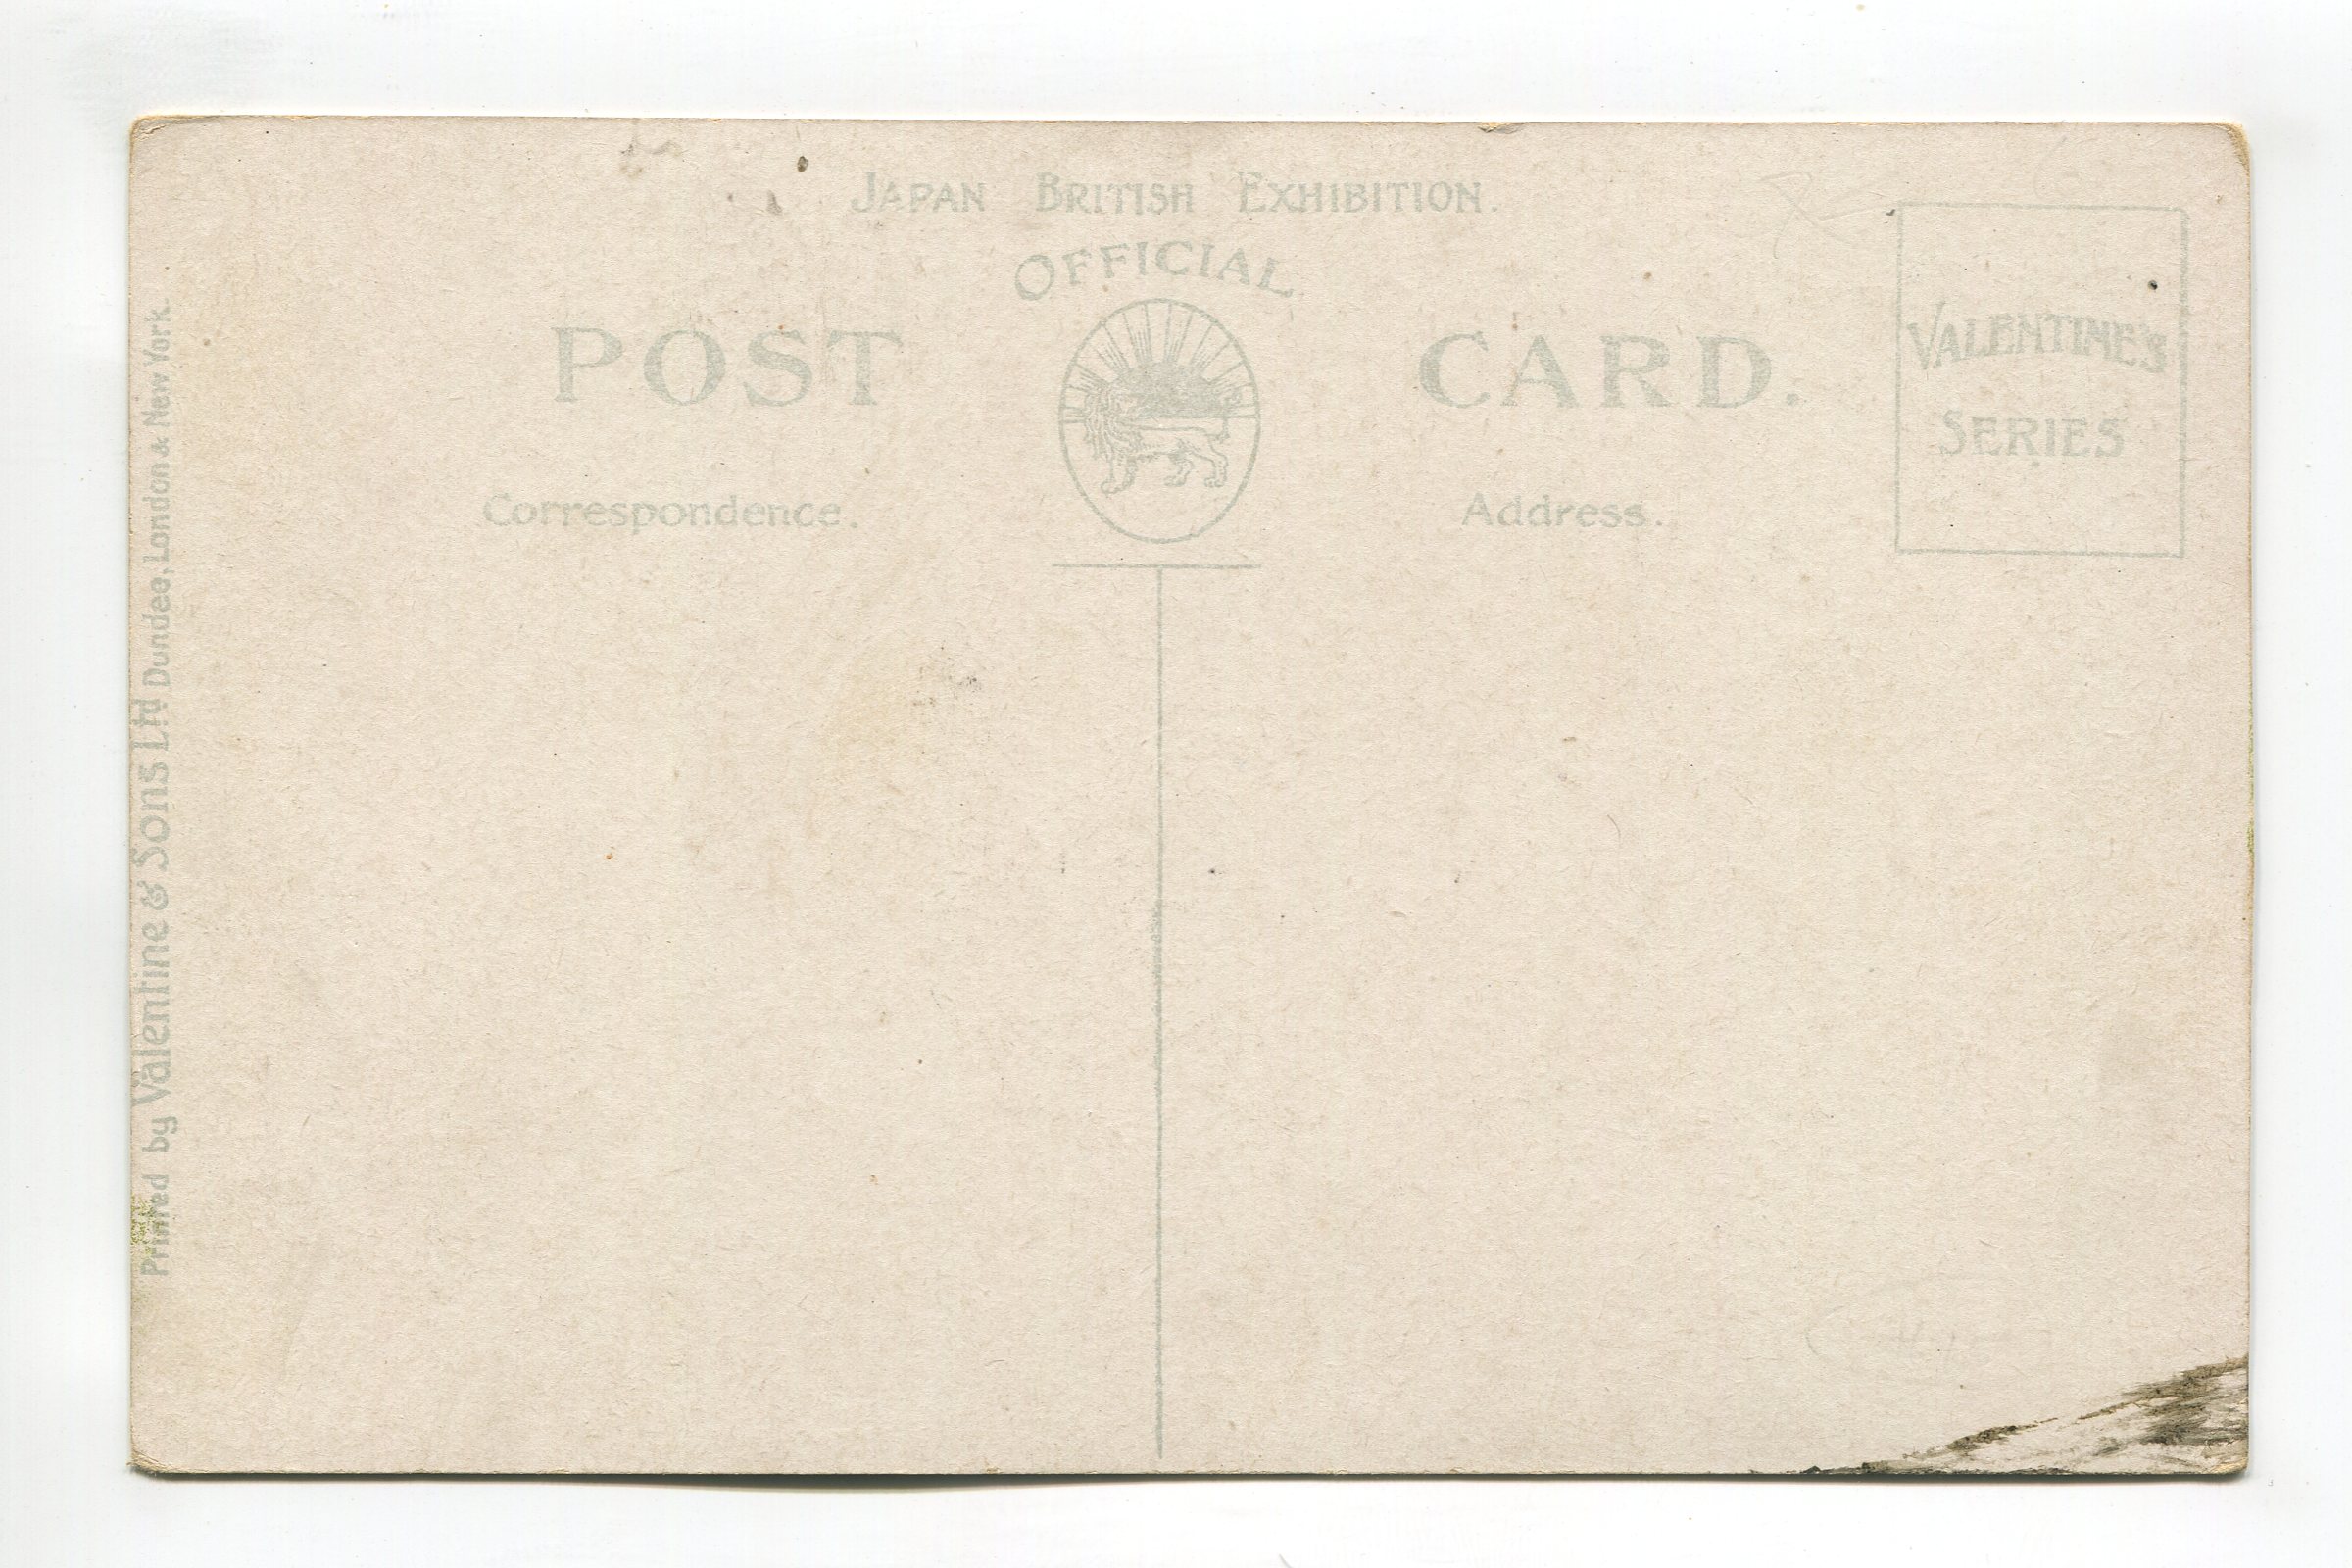 JAPAN BRITISH EXHIBITION.
OFFICIAL
POST CARD.
VALENTINE'S
SERIES
Correspondence.
Address.
Printed by Valentine & Sons Ltd Dundee, London & New York.